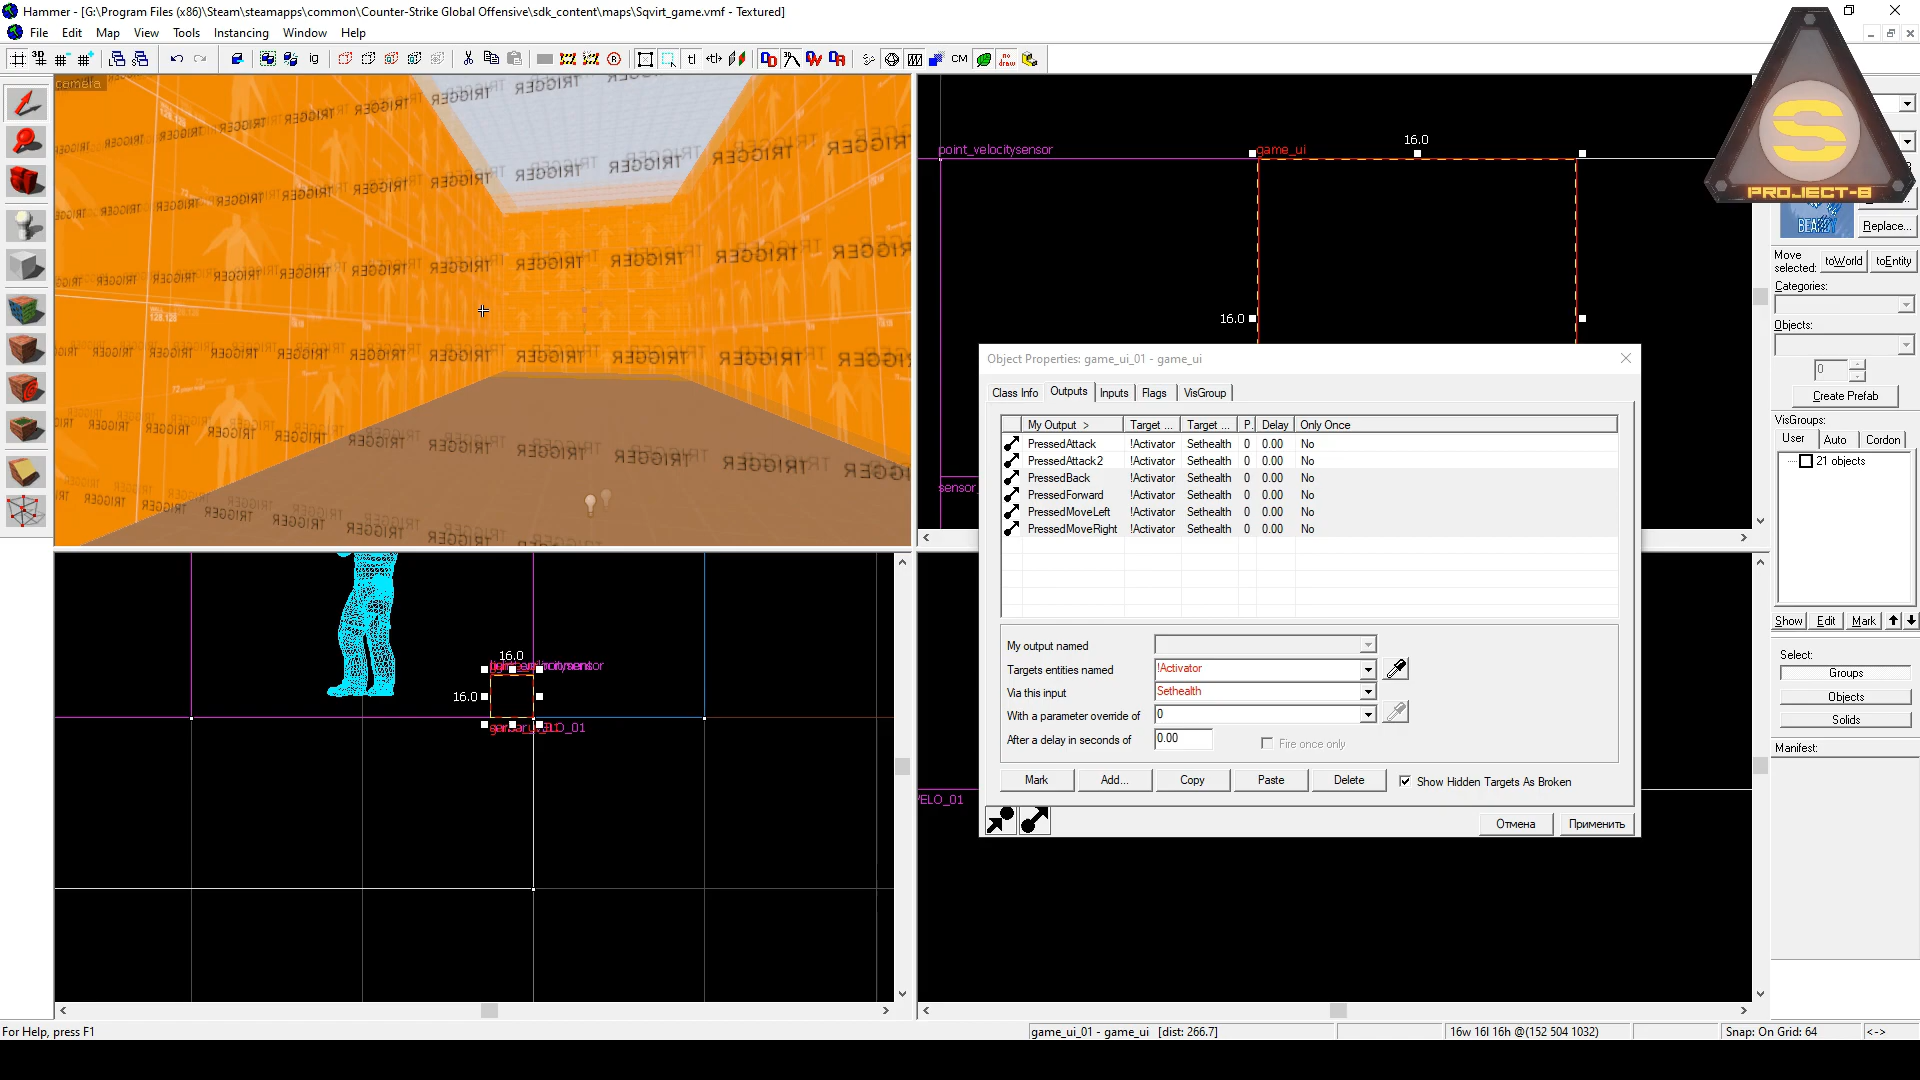 Hammer - [G:\Program Files (x86)\Steam\steamapps\common\Counter-Strike Global Offensive\sdk_content\maps\Sqvirt_game.vmf - Textured]
File Edit Map View Tools Instancing Window Help
camera
TRIGGER
point_velocitysensor
game_ui
16.0
16.0
PROJECT-8
Replace...
Move selected:
toWorld
toEntity
Categories:
Objects:
0
Create Prefab
VisGroups:
User Auto Cordon
21 objects
Show Edit Mark
Select:
Groups
Objects
Solids
Manifest:
Object Properties: game_ui_01 - game_ui
Class Info Outputs Inputs Flags VisGroup
My Output > Target ... Target ... P. Delay Only Once
PressedAttack !Activator Sethealth 0 0.00 No
PressedAttack2 !Activator Sethealth 0 0.00 No
PressedBack !Activator Sethealth 0 0.00 No
PressedForward !Activator Sethealth 0 0.00 No
PressedMoveLeft !Activator Sethealth 0 0.00 No
PressedMoveRight !Activator Sethealth 0 0.00 No
My output named
Targets entities named !Activator
Via this input Sethealth
With a parameter override of 0
After a delay in seconds of 0.00
Fire once only
Mark Add... Copy Paste Delete
Show Hidden Targets As Broken
Отмена Применить
16.0
16.0
For Help, press F1
game_ui_01 - game_ui [dist: 266.7]
16w 16l 16h @(152 504 1032)
Snap: On Grid: 64
<->